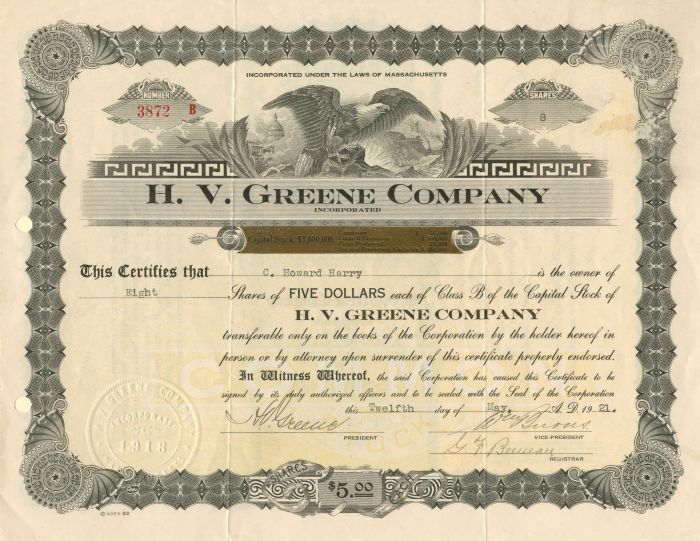 INCORPORATED UNDER THE LAWS OF MASSACHUSETTS
NUMBER
3872 B
SHARES
8
H. V. GREENE COMPANY
INCORPORATED
Capital Stock, $3,600,000,
This Certifies that C. Howard Harry is the owner of
Eight Shares of FIVE DOLLARS each of Class B of the Capital Stock of
H. V. GREENE COMPANY
transferable only on the books of the Corporation by the holder hereof in
person or by attorney upon surrender of this certificate properly endorsed.
In Witness Whereof, the said Corporation has caused this Certificate to be
signed by its duly authorized officers and to be sealed with the Seal of the Corporation
this Twelfth day of May, A.D. 1921.
H.V. Greene
PRESIDENT
VICE-PRESIDENT
REGISTRAR
GREENE COMPANY
INCORPORATED
1918
SHARES
$5.00
EACH
© GOES